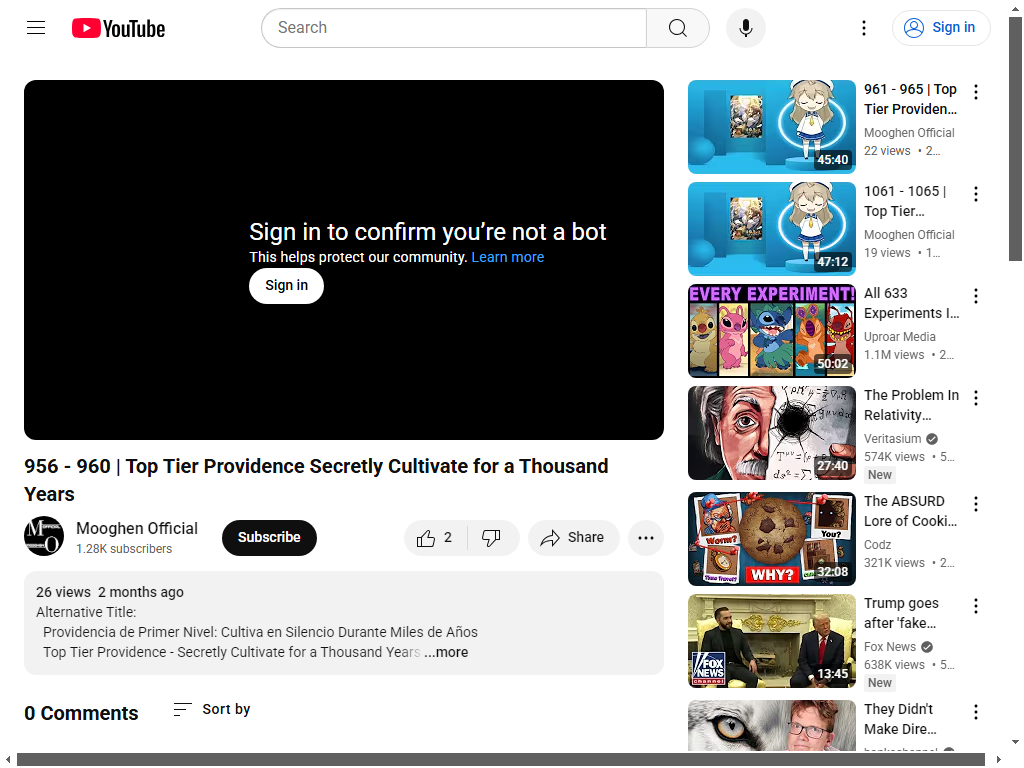 YouTube
Search
Sign in
Sign in to confirm you’re not a bot
This helps protect our community. Learn more
Sign in
956 - 960 | Top Tier Providence Secretly Cultivate for a Thousand
Years
Mooghen Official
1.28K subscribers
Subscribe
2
Share
26 views 2 months ago
Alternative Title:
Providencia de Primer Nivel: Cultiva en Silencio Durante Miles de Años
Top Tier Providence - Secretly Cultivate for a Thousand Years ...more
0 Comments
Sort by
45:40
961 - 965 | Top
Tier Providen...
Mooghen Official
22 views • 2...
47:12
1061 - 1065 |
Top Tier...
Mooghen Official
19 views • 1...
EVERY EXPERIMENT!
50:02
All 633
Experiments I...
Uproar Media
1.1M views • 2...
27:40
The Problem In
Relativity...
Veritasium
574K views • 5...
New
Worm?
You?
Time Travel?
WHY?
32:08
The ABSURD
Lore of Cooki...
Codz
321K views • 2...
FOX
NEWS
channel
13:45
Trump goes
after 'fake...
Fox News
638K views • 5...
New
They Didn't
Make Dire...